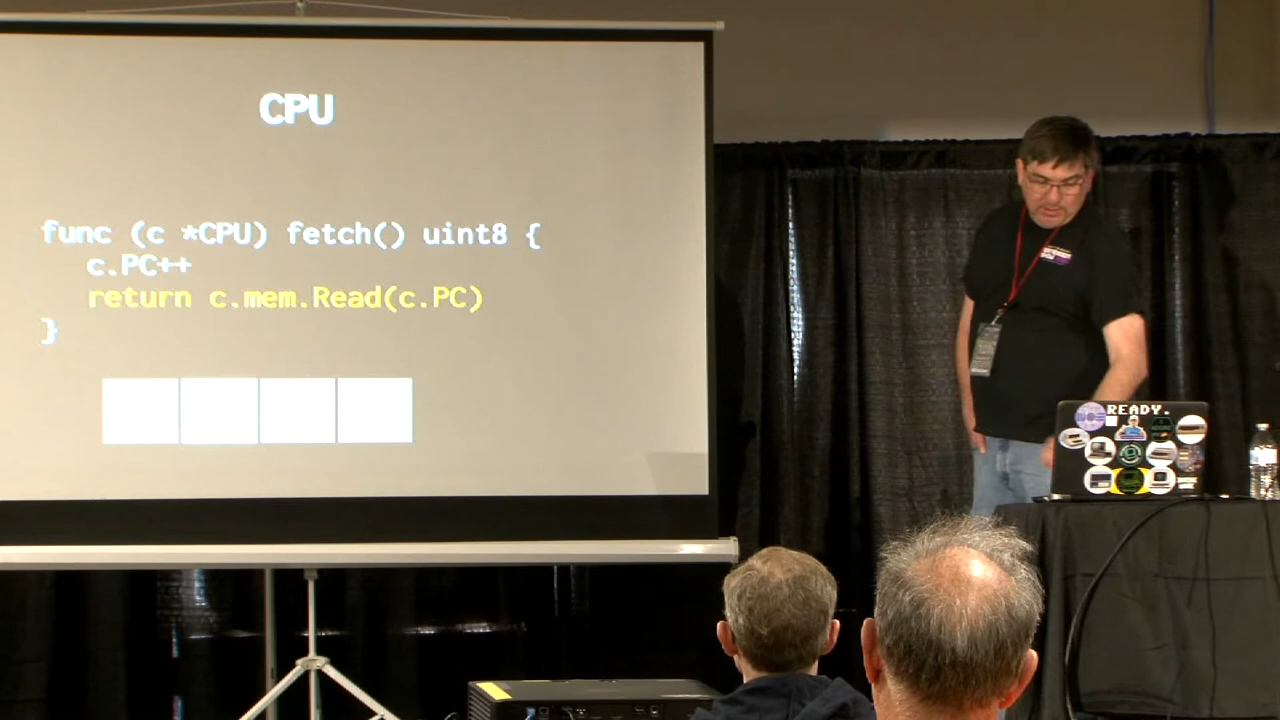 CPU
func (c *CPU) fetch() uint8 {
c.PC++
return c.mem.Read(c.PC)
}
READY.